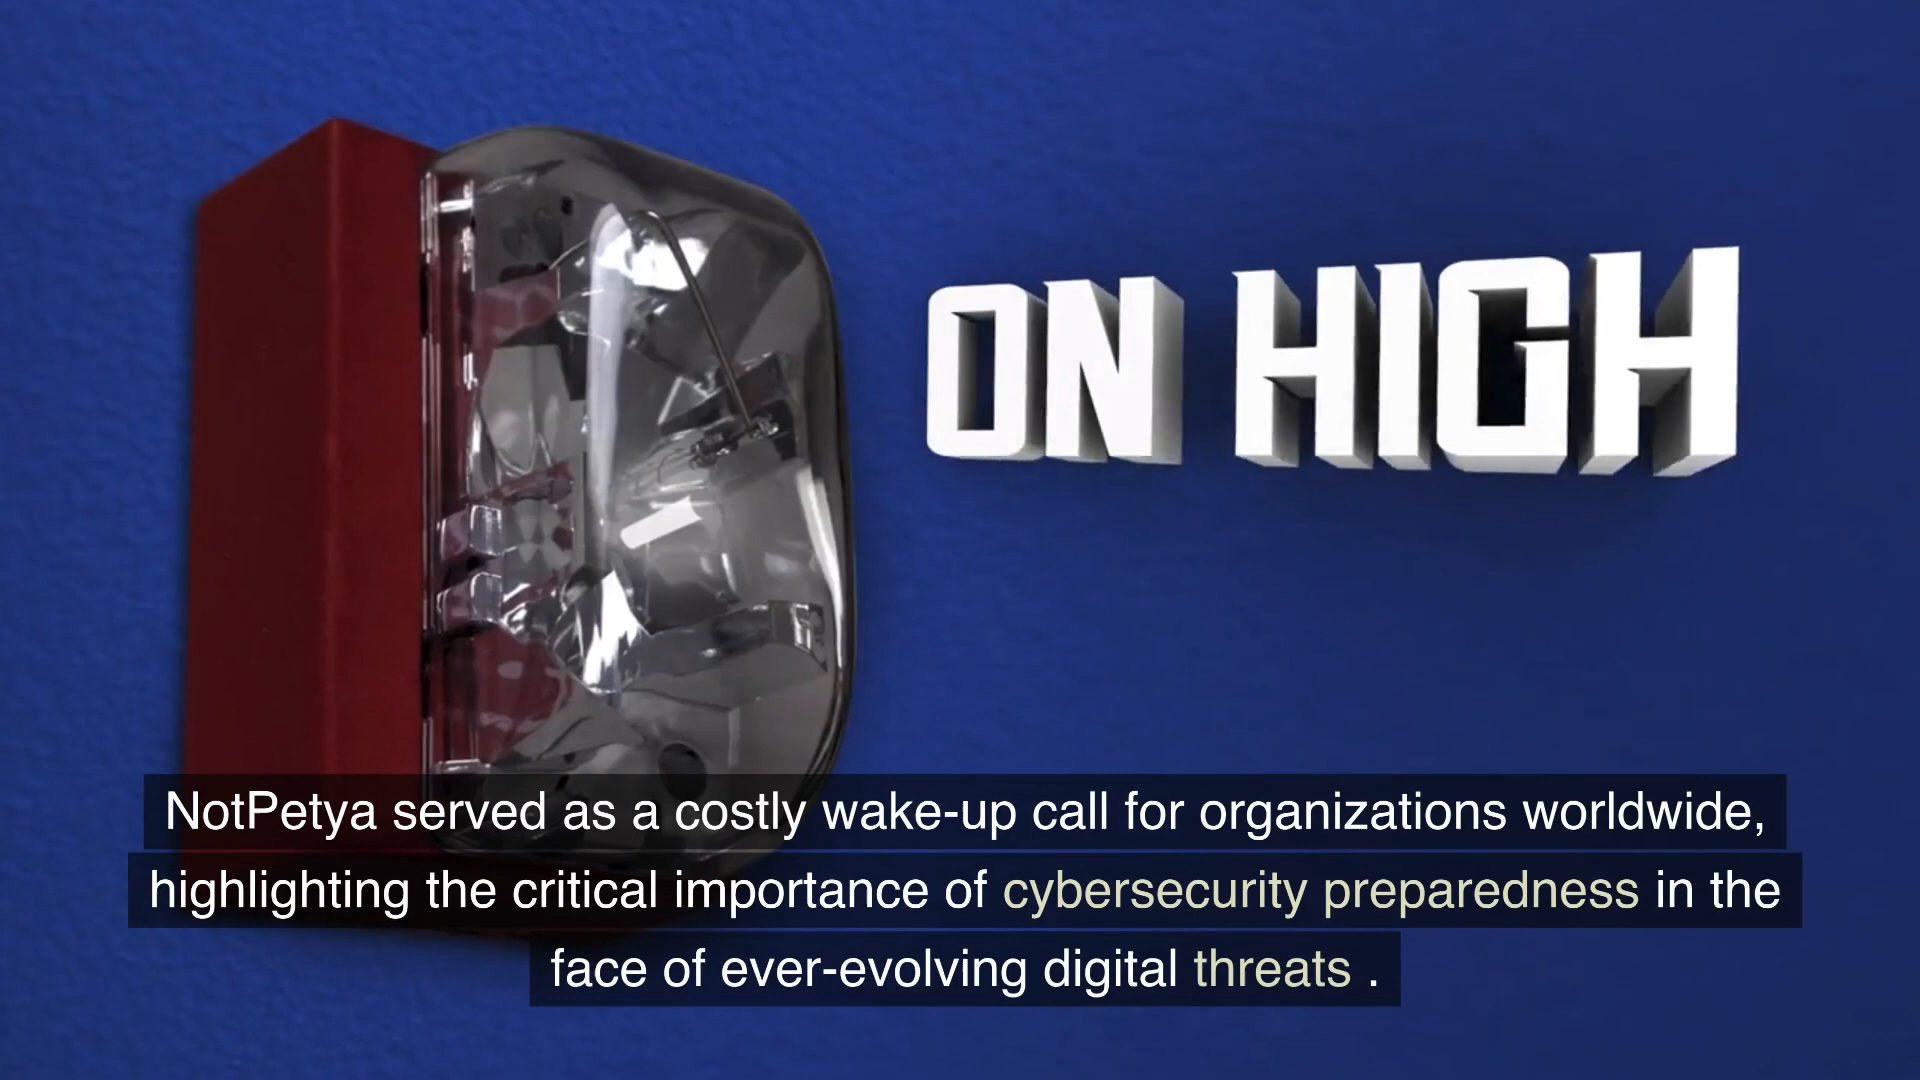 ON HIGH
NotPetya served as a costly wake-up call for organizations worldwide,
highlighting the critical importance of cybersecurity preparedness in the
face of ever-evolving digital threats .